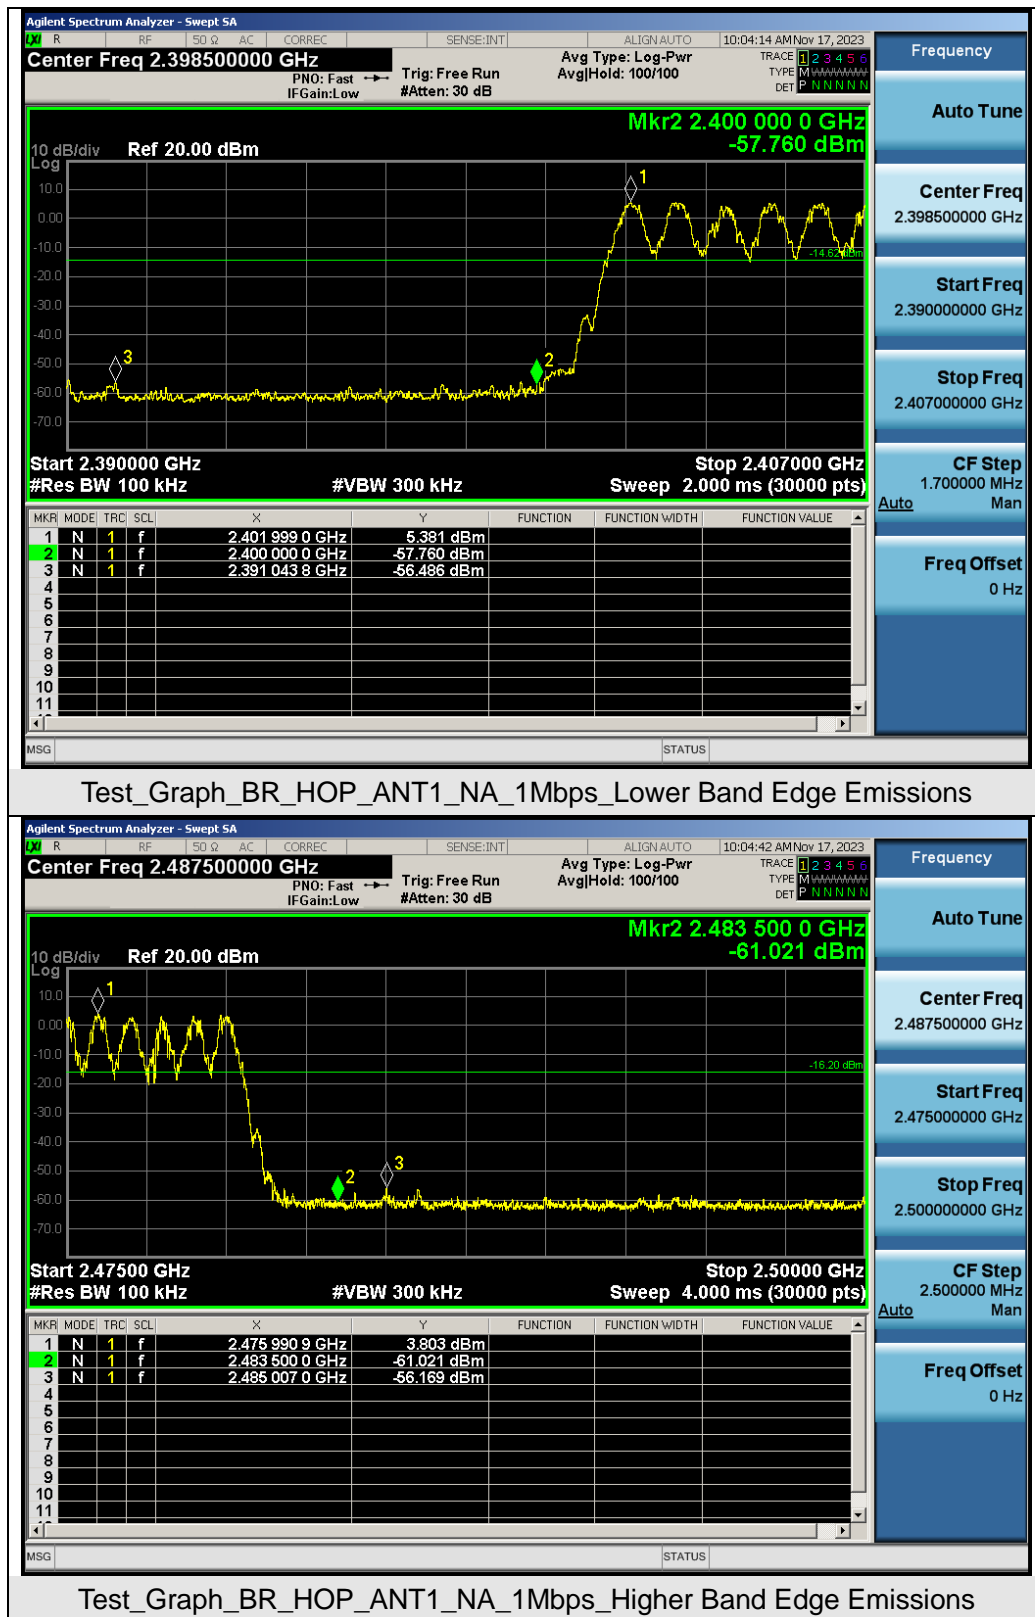 Agilent Spectrum Analyzer - Swept SA
LXI R RF 50 Ω AC CORREC SENSE:INT ALIGN AUTO 10:04:14 AM Nov 17, 2023
Center Freq 2.398500000 GHz
PNO: Fast
IFGain:Low
Trig: Free Run
#Atten: 30 dB
Avg Type: Log-Pwr
Avg|Hold: 100/100
TRACE 1 2 3 4 5 6
TYPE M WWWWW
DET P N N N N N
Frequency
Mkr2 2.400 000 0 GHz
-57.760 dBm
10 dB/div Ref 20.00 dBm
Log
10.0
0.00
-10.0
-20.0
-30.0
-40.0
-50.0
-60.0
-70.0
1
2
3
-14.62 dBm
Start 2.390000 GHz Stop 2.407000 GHz
#Res BW 100 kHz #VBW 300 kHz Sweep 2.000 ms (30000 pts)
MKR MODE TRC SCL X Y FUNCTION FUNCTION WIDTH FUNCTION VALUE
1 N 1 f 2.401 999 0 GHz 5.381 dBm
2 N 1 f 2.400 000 0 GHz -57.760 dBm
3 N 1 f 2.391 043 8 GHz -56.486 dBm
4
5
6
7
8
9
10
11
MSG STATUS
Auto Tune
Center Freq
2.398500000 GHz
Start Freq
2.390000000 GHz
Stop Freq
2.407000000 GHz
CF Step
1.700000 MHz
Auto Man
Freq Offset
0 Hz
Test_Graph_BR_HOP_ANT1_NA_1Mbps_Lower Band Edge Emissions
Agilent Spectrum Analyzer - Swept SA
LXI R RF 50 Ω AC CORREC SENSE:INT ALIGN AUTO 10:04:42 AM Nov 17, 2023
Center Freq 2.487500000 GHz
PNO: Fast
IFGain:Low
Trig: Free Run
#Atten: 30 dB
Avg Type: Log-Pwr
Avg|Hold: 100/100
TRACE 1 2 3 4 5 6
TYPE M WWWWW
DET P N N N N N
Frequency
Mkr2 2.483 500 0 GHz
-61.021 dBm
10 dB/div Ref 20.00 dBm
Log
10.0
0.00
-10.0
-20.0
-30.0
-40.0
-50.0
-60.0
-70.0
1
2
3
-16.20 dBm
Start 2.47500 GHz Stop 2.50000 GHz
#Res BW 100 kHz #VBW 300 kHz Sweep 4.000 ms (30000 pts)
MKR MODE TRC SCL X Y FUNCTION FUNCTION WIDTH FUNCTION VALUE
1 N 1 f 2.475 990 9 GHz 3.803 dBm
2 N 1 f 2.483 500 0 GHz -61.021 dBm
3 N 1 f 2.485 007 0 GHz -56.169 dBm
4
5
6
7
8
9
10
11
MSG STATUS
Auto Tune
Center Freq
2.487500000 GHz
Start Freq
2.475000000 GHz
Stop Freq
2.500000000 GHz
CF Step
2.500000 MHz
Auto Man
Freq Offset
0 Hz
Test_Graph_BR_HOP_ANT1_NA_1Mbps_Higher Band Edge Emissions